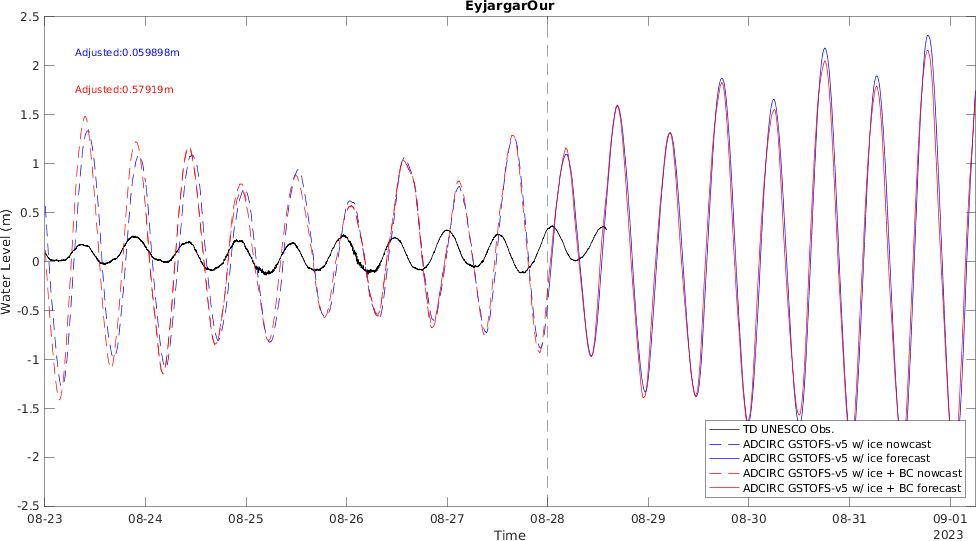 EyjargarOur
Adjusted:0.059898m
Adjusted:0.57919m
Water Level (m)
2.5
2
1.5
1
0.5
0
-0.5
-1
-1.5
-2
-2.5
TD UNESCO Obs.
ADCIRC GSTOFS-v5 w/ ice nowcast
ADCIRC GSTOFS-v5 w/ ice forecast
ADCIRC GSTOFS-v5 w/ ice + BC nowcast
ADCIRC GSTOFS-v5 w/ ice + BC forecast
08-23 08-24 08-25 08-26 08-27 08-28 08-29 08-30 08-31 09-01
Time
2023